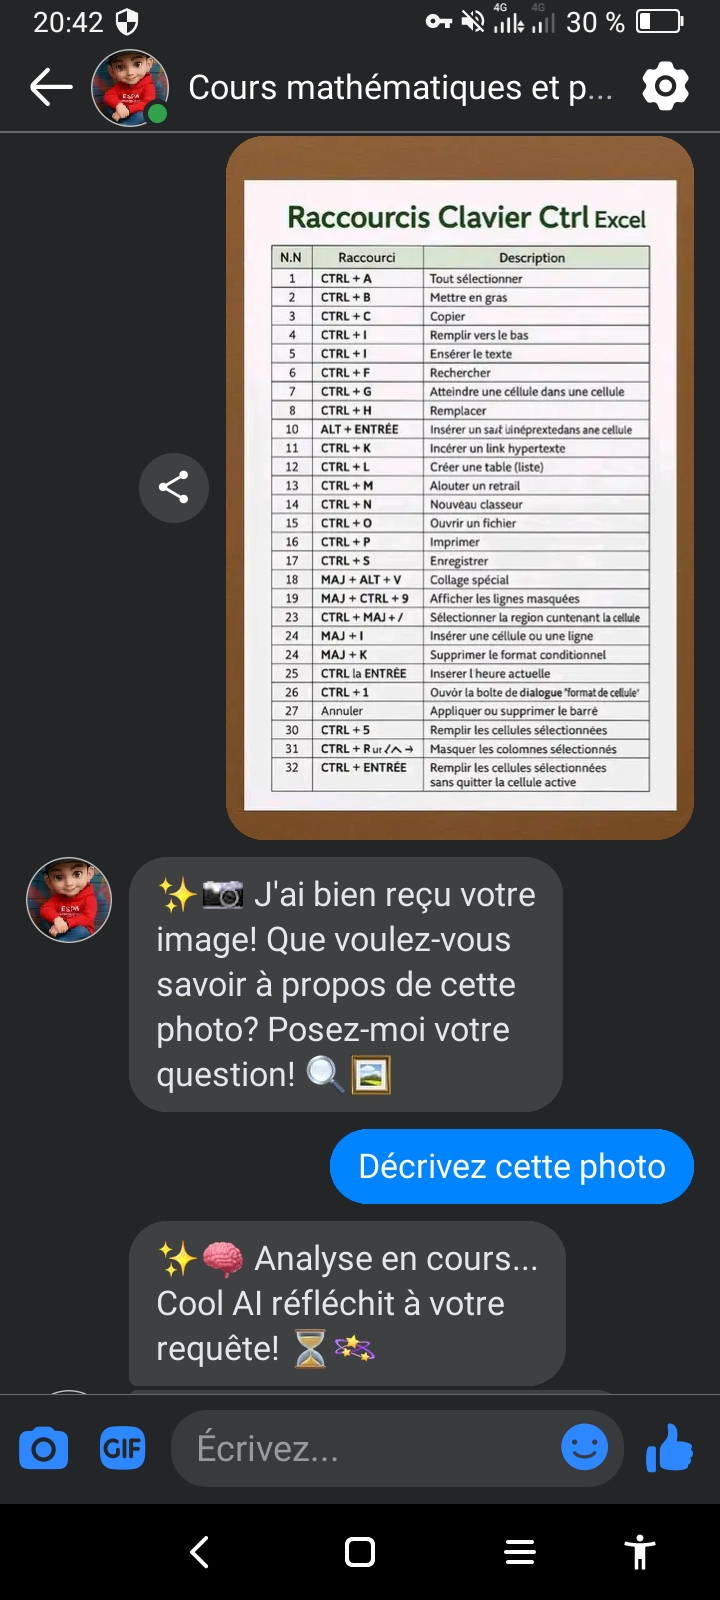 20:42
4G 4G 30 %
Cours mathématiques et p...
Raccourcis Clavier Ctrl Excel
N.N Raccourci Description
1 CTRL + A Tout sélectionner
2 CTRL + B Mettre en gras
3 CTRL + C Copier
4 CTRL + I Remplir vers le bas
5 CTRL + I Ensérer le texte
6 CTRL + F Rechercher
7 CTRL + G Atteindre une céllule dans une cellule
8 CTRL + H Remplacer
10 ALT + ENTRÉE Insérer un ane cellule
11 CTRL + K Incérer un link hypertexte
12 CTRL + L Créer une table (liste)
13 CTRL + M Alouter un retrail
14 CTRL + N Nouvéau classeur
15 CTRL + O Ouvrir un fichier
16 CTRL + P Imprimer
17 CTRL + S Enregistrer
18 MAJ + ALT + V Collage spécial
19 MAJ + CTRL + 9 Afficher les lignes masquées
23 CTRL + MAJ + / Sélectionner la region cuntenant la cellule
24 MAJ + I Insérer une céllule ou une ligne
24 MAJ + K Supprimer le format conditionnel
25 CTRL la ENTRÉE Inserer l heure actuelle
26 CTRL + 1 Ouvòr la bolte de dialogue "format de cellule"
27 Annuler Appliquer ou supprimer le barré
30 CTRL + 5 Remplir les cellules sélectionnées
31 CTRL + R Masquer les colomnes sélectionnés
32 CTRL + ENTRÉE Remplir les cellules sélectionnées
sans quitter la cellule active
✨📷 J'ai bien reçu votre
image! Que voulez-vous
savoir à propos de cette
photo? Posez-moi votre
question! 🔍🖼️
Décrivez cette photo
✨🧠 Analyse en cours...
Cool AI réfléchit à votre
requête! ⏳💫
GIF Écrivez...